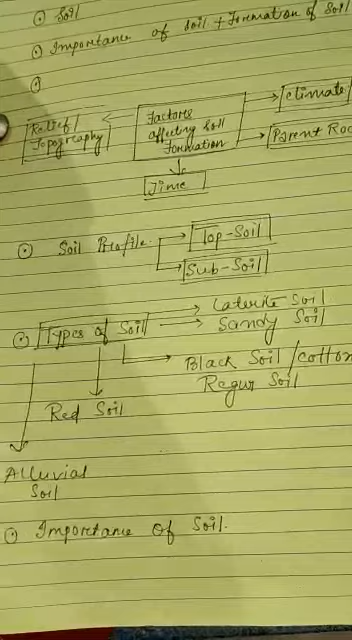 Soil
Importance of Soil + Formation of Soil
Relief/
Topography
Factors
affecting Soil
Formation
Climate
Parent Roc
Time
Soil Profile
Top-Soil
Sub-Soil
Types of Soil
Laterite Soil
Sandy Soil
Black Soil / Cotton
Regur Soil
Red Soil
Alluvial
Soil
Importance of Soil.